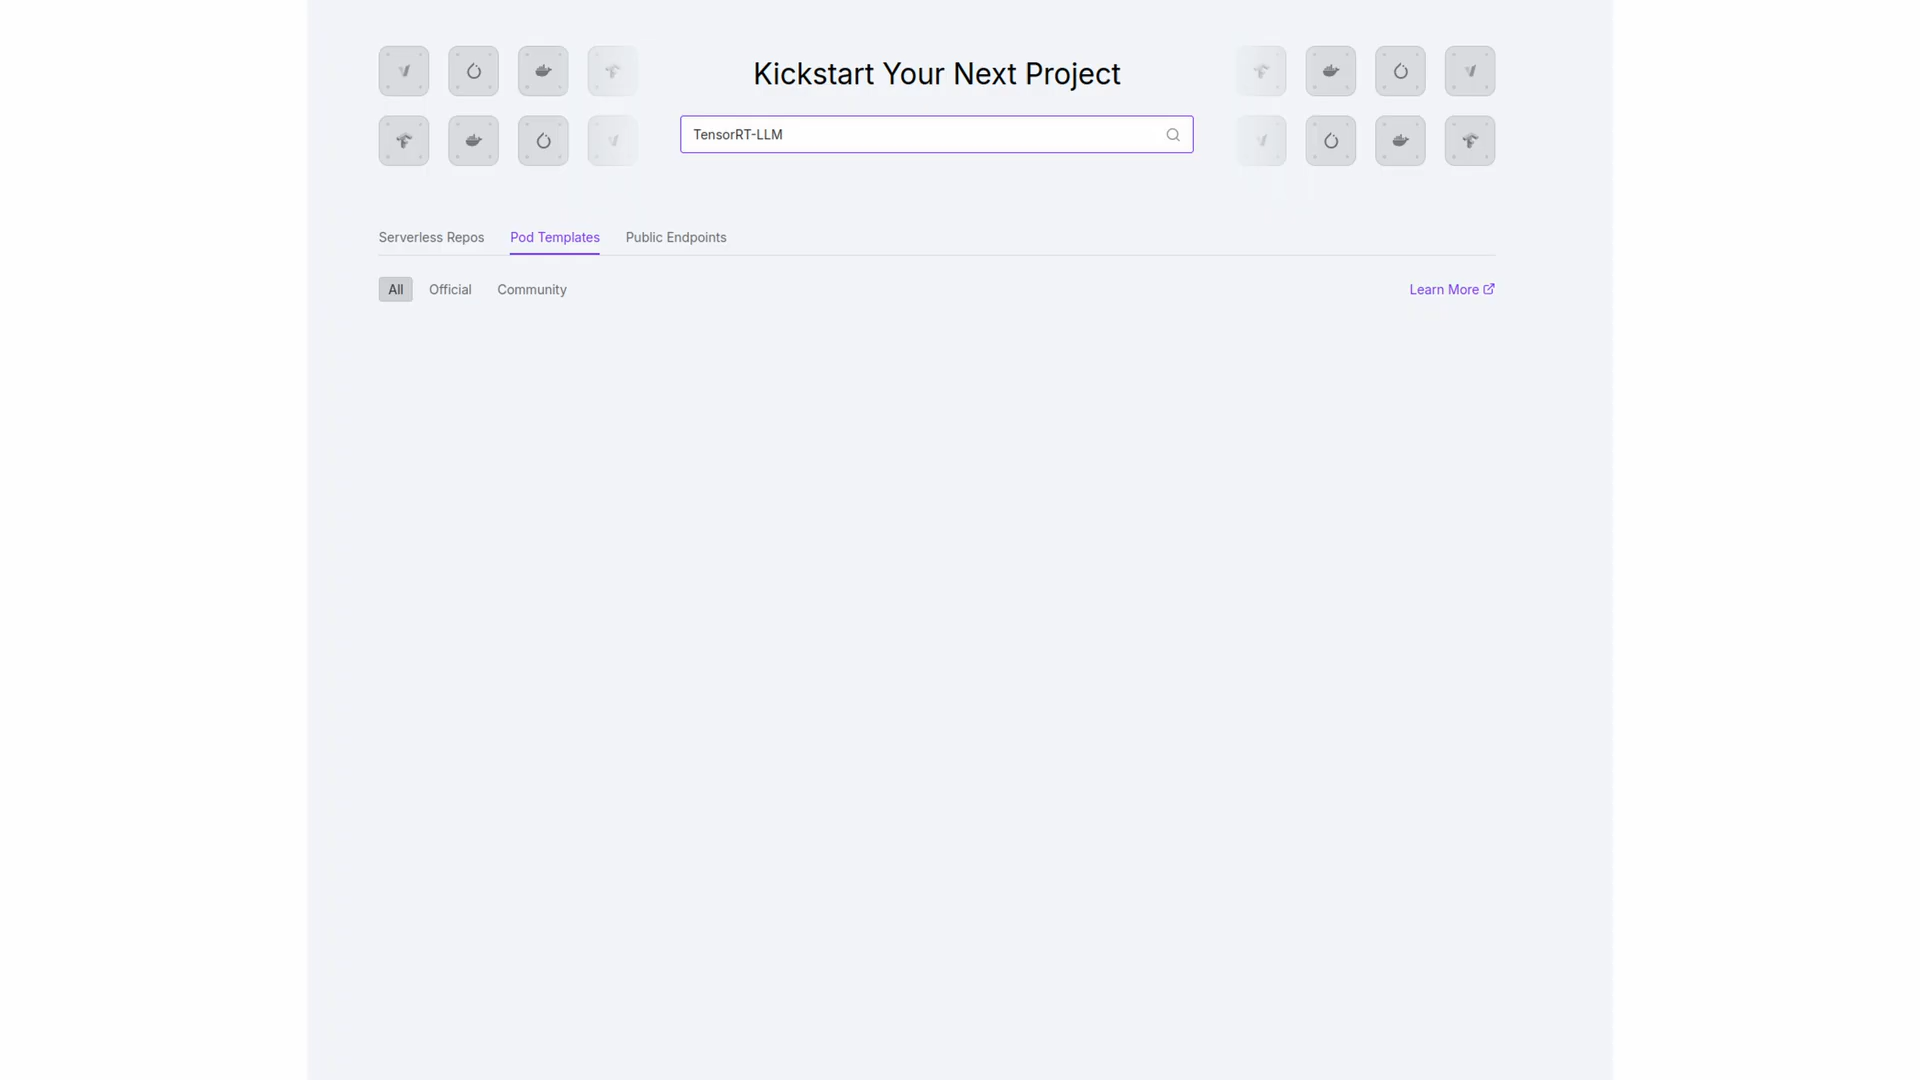 Kickstart Your Next Project
TensorRT-LLM
Serverless Repos
Pod Templates
Public Endpoints
All
Official
Community
Learn More